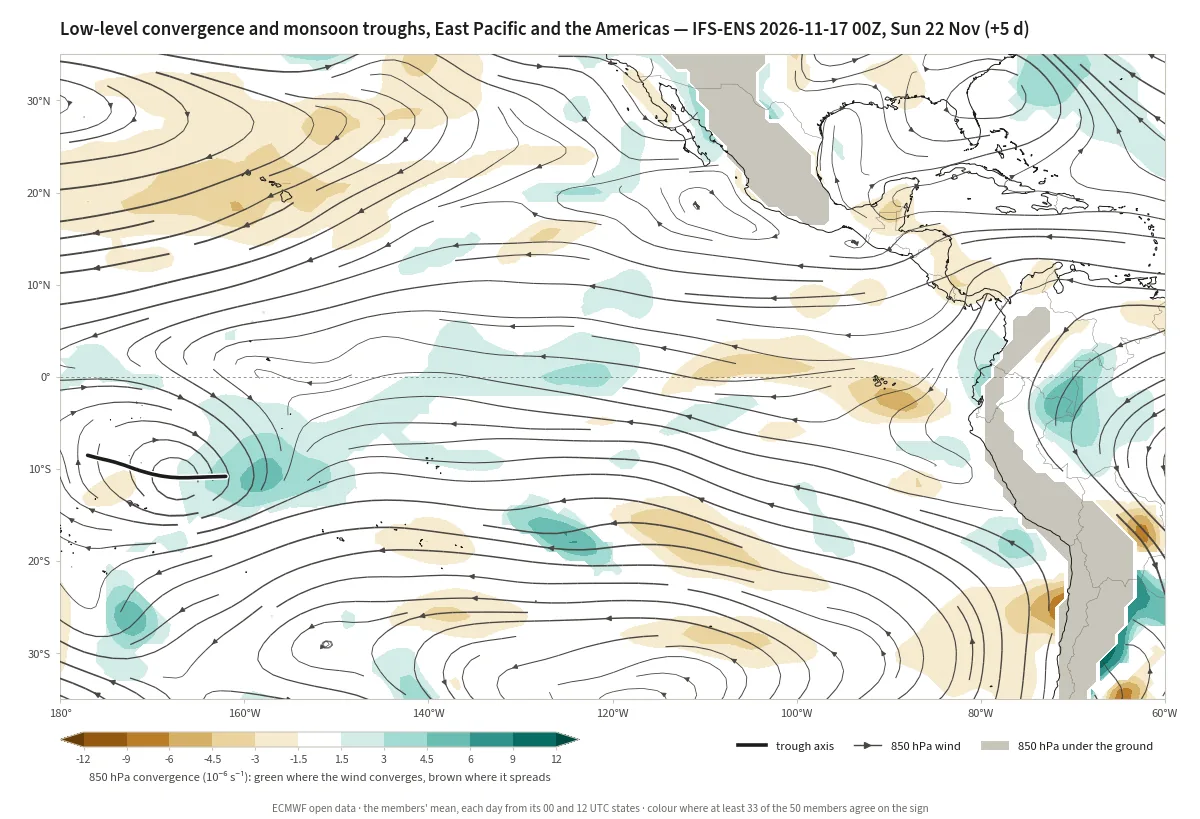 Low-level convergence and monsoon troughs, East Pacific and the Americas — IFS-ENS 2026-11-17 00Z, Sun 22 Nov (+5 d)
30°N
20°N
10°N
0°
10°S
20°S
30°S
180° 160°W 140°W 120°W 100°W 80°W 60°W
-12 -9 -6 -4.5 -3 -1.5 1.5 3 4.5 6 9 12
850 hPa convergence (10⁻⁶ s⁻¹): green where the wind converges, brown where it spreads
trough axis 850 hPa wind 850 hPa under the ground
ECMWF open data · the members' mean, each day from its 00 and 12 UTC states · colour where at least 33 of the 50 members agree on the sign